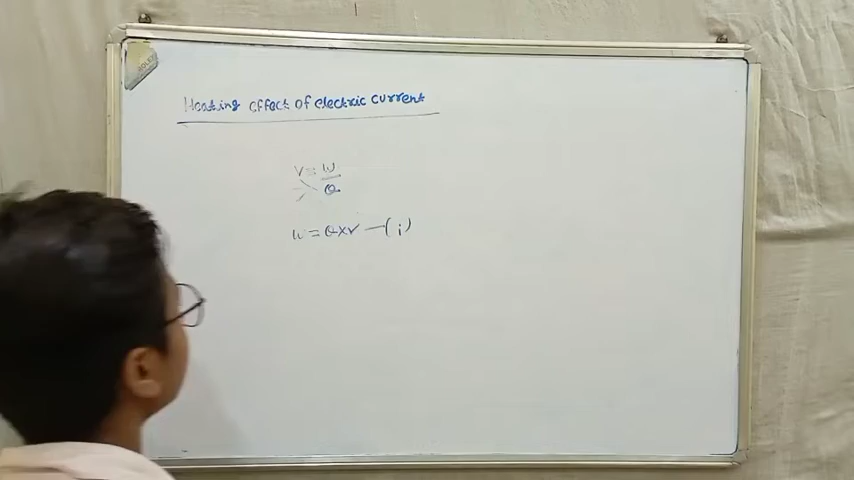 Heating effect of electric current
V = W
Q
W = Q×V — (i)